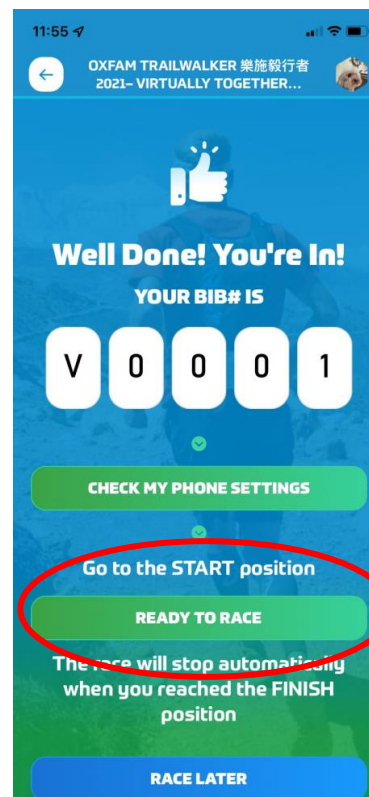 11:55
OXFAM TRAILWALKER 樂施毅行者
2021– VIRTUALLY TOGETHER...
Well Done! You're In!
YOUR BIB# IS
V 0 0 0 1
CHECK MY PHONE SETTINGS
Go to the START position
READY TO RACE
The race will stop automatically
when you reached the FINISH
position
RACE LATER